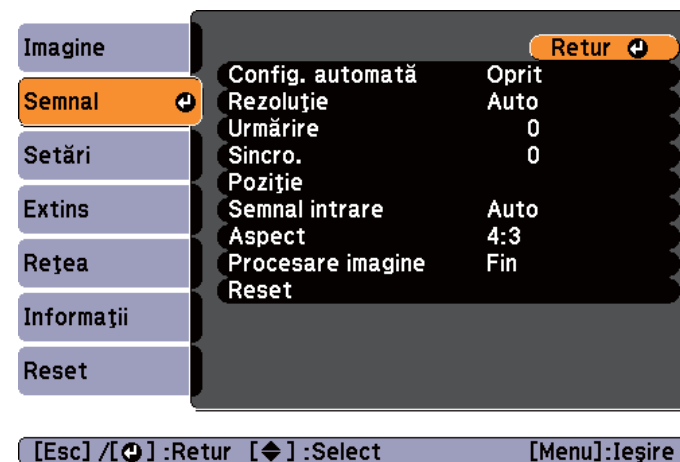 Imagine
Semnal
Setări
Extins
Reţea
Informaţii
Reset
Retur
Config. automată Oprit
Rezoluţie Auto
Urmărire 0
Sincro. 0
Poziţie
Semnal intrare Auto
Aspect 4:3
Procesare imagine Fin
Reset
[Esc] /[⏎] :Retur [◆] :Select [Menu]:Ieşire